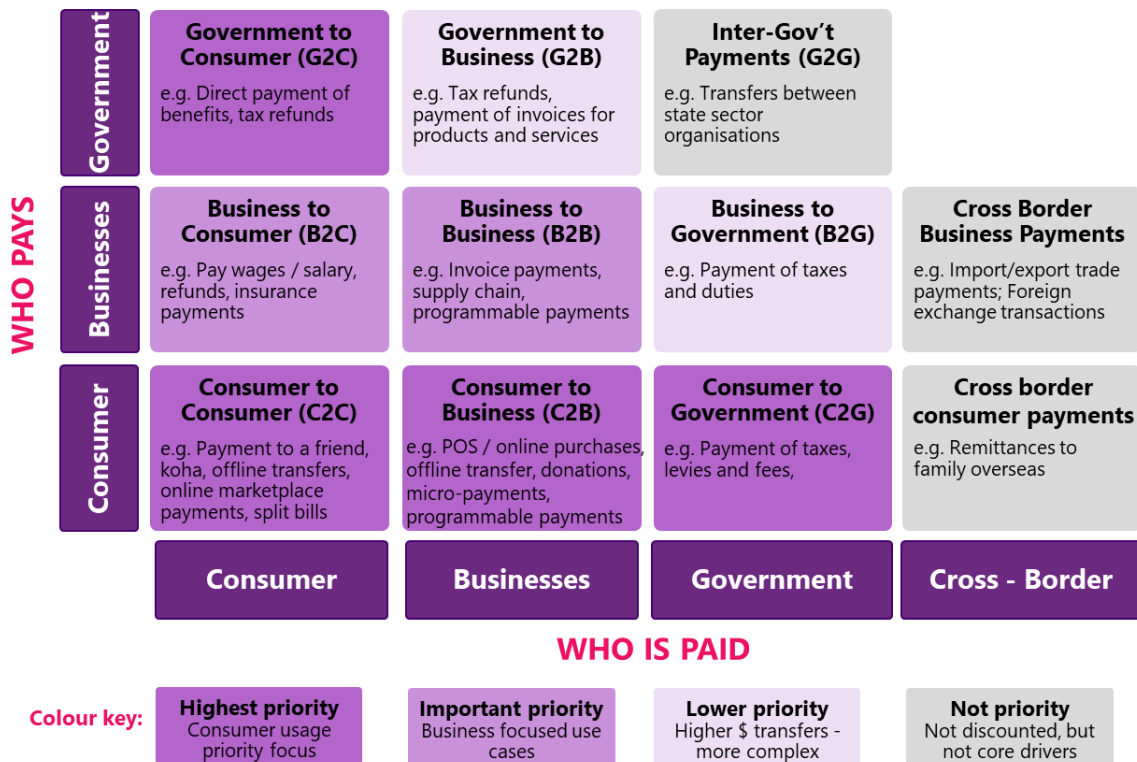 WHO PAYS
Government
Government to
Consumer (G2C)
e.g. Direct payment of
benefits, tax refunds
Government to
Business (G2B)
e.g. Tax refunds,
payment of invoices for
products and services
Inter-Gov't
Payments (G2G)
e.g. Transfers between
state sector
organisations
Businesses
Business to
Consumer (B2C)
e.g. Pay wages / salary,
refunds, insurance
payments
Business to
Business (B2B)
e.g. Invoice payments,
supply chain,
programmable payments
Business to
Government (B2G)
e.g. Payment of taxes
and duties
Cross Border
Business Payments
e.g. Import/export trade
payments; Foreign
exchange transactions
Consumer
Consumer to
Consumer (C2C)
e.g. Payment to a friend,
koha, offline transfers,
online marketplace
payments, split bills
Consumer to
Business (C2B)
e.g. POS / online purchases,
offline transfer, donations,
micro-payments,
programmable payments
Consumer to
Government (C2G)
e.g. Payment of taxes,
levies and fees,
Cross border
consumer payments
e.g. Remittances to
family overseas
Consumer
Businesses
Government
Cross - Border
WHO IS PAID
Colour key:
Highest priority
Consumer usage
priority focus
Important priority
Business focused use
cases
Lower priority
Higher $ transfers -
more complex
Not priority
Not discounted, but
not core drivers